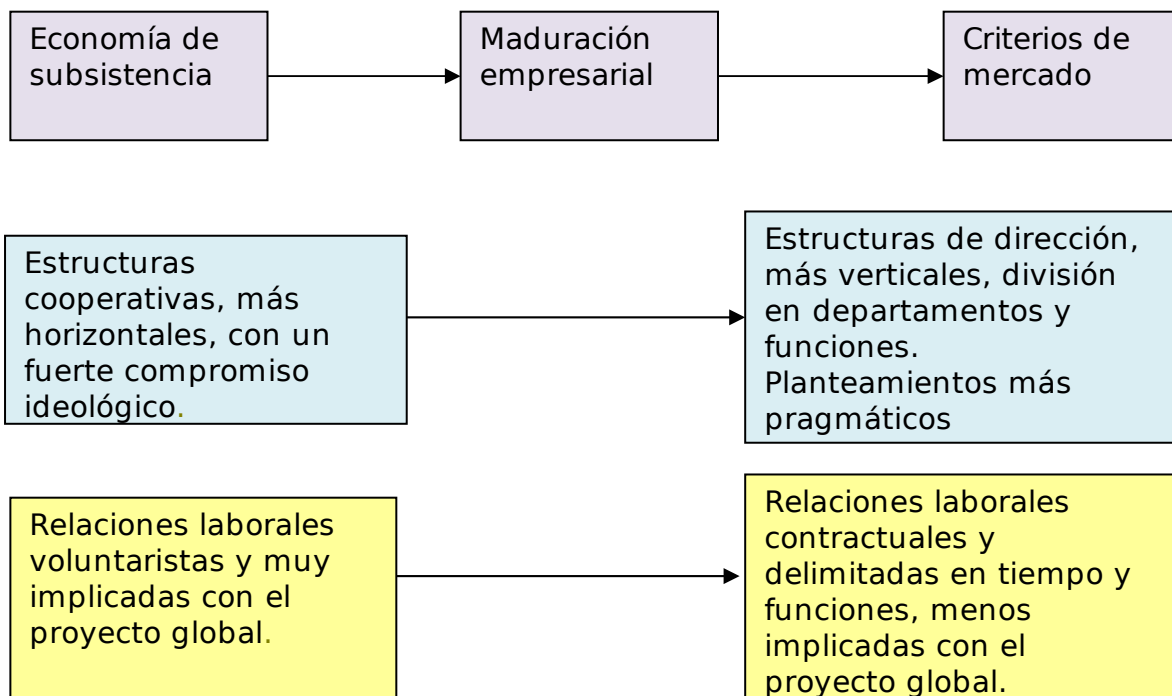 Economía de
subsistencia
Maduración
empresarial
Criterios de
mercado
Estructuras
cooperativas, más
horizontales, con un
fuerte compromiso
ideológico.
Estructuras de dirección,
más verticales, división
en departamentos y
funciones.
Planteamientos más
pragmáticos
Relaciones laborales
voluntaristas y muy
implicadas con el
proyecto global.
Relaciones laborales
contractuales y
delimitadas en tiempo y
funciones, menos
implicadas con el
proyecto global.